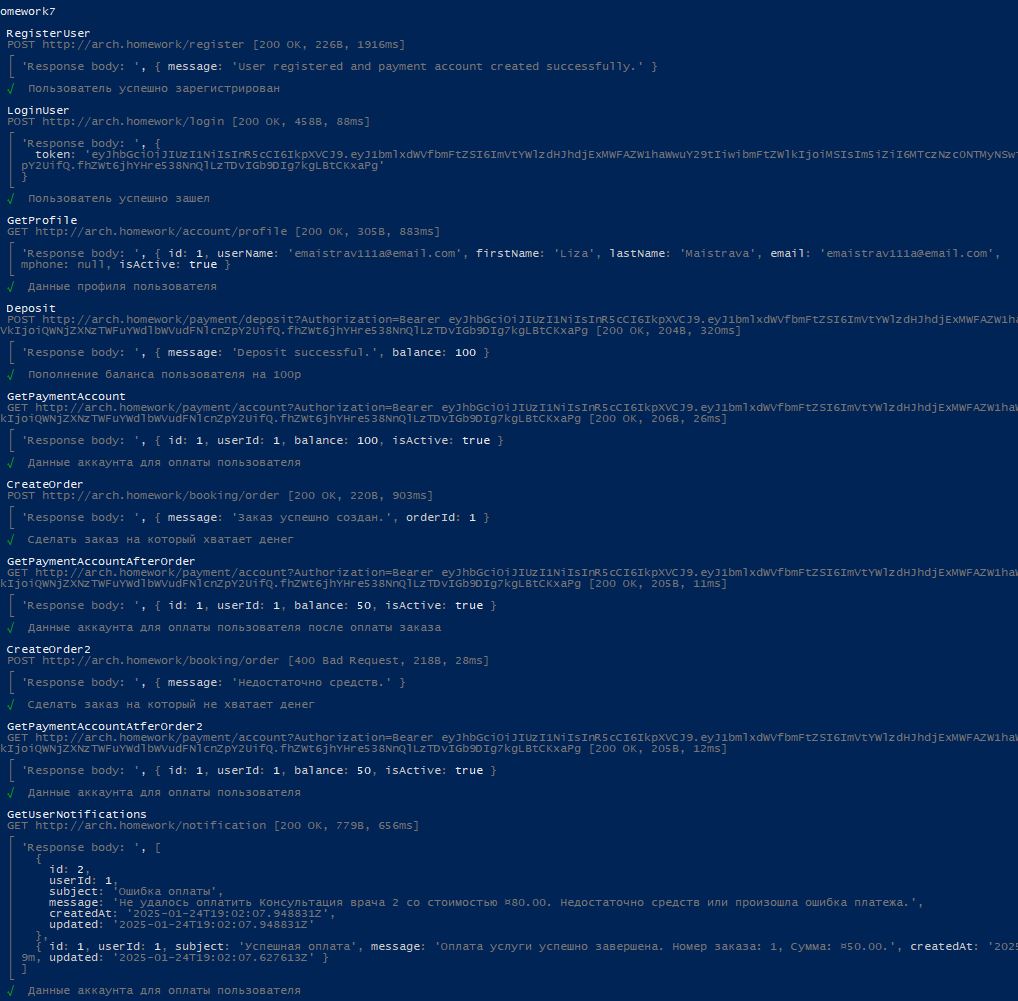 omework7
RegisterUser
POST http://arch.homework/register [200 OK, 226B, 1916ms]
'Response body: ', { message: 'User registered and payment account created successfully.' }
√ Пользователь успешно зарегистрирован
LoginUser
POST http://arch.homework/login [200 OK, 458B, 88ms]
'Response body: ', {
token: 'eyJhbGciOiJIUzI1NiIsInR5cCI6IkpXVCJ9.eyJ1bmlxdWVfbmFtZSI6ImVtYWlzdHJhdjExMWFAZW1haWwuY29tIiwibmFtZWlkIjoiMSIsIm5iZiI6MTczNzc0NTMyNSw
pY2UifQ.fhZWt6jhYHre538NnQlLzTDvIGb9DIg7kgLBtCKxaPg'
}
√ Пользователь успешно зашел
GetProfile
GET http://arch.homework/account/profile [200 OK, 305B, 883ms]
'Response body: ', { id: 1, userName: 'emaistrav111a@email.com', firstName: 'Liza', lastName: 'Maistrava', email: 'emaistrav111a@email.com',
mphone: null, isActive: true }
√ Данные профиля пользователя
Deposit
POST http://arch.homework/payment/deposit?Authorization=Bearer eyJhbGciOiJIUzI1NiIsInR5cCI6IkpXVCJ9.eyJ1bmlxdWVfbmFtZSI6ImVtYWlzdHJhdjExMWFAZW1ha
VkIjoiQWNjZXNzTWFuYWdlbWVudFNlcnZpY2UifQ.fhZWt6jhYHre538NnQlLzTDvIGb9DIg7kgLBtCKxaPg [200 OK, 204B, 320ms]
'Response body: ', { message: 'Deposit successful.', balance: 100 }
√ Пополнение баланса пользователя на 100р
GetPaymentAccount
GET http://arch.homework/payment/account?Authorization=Bearer eyJhbGciOiJIUzI1NiIsInR5cCI6IkpXVCJ9.eyJ1bmlxdWVfbmFtZSI6ImVtYWlzdHJhdjExMWFAZW1haW
kIjoiQWNjZXNzTWFuYWdlbWVudFNlcnZpY2UifQ.fhZWt6jhYHre538NnQlLzTDvIGb9DIg7kgLBtCKxaPg [200 OK, 206B, 26ms]
'Response body: ', { id: 1, userId: 1, balance: 100, isActive: true }
√ Данные аккаунта для оплаты пользователя
CreateOrder
POST http://arch.homework/booking/order [200 OK, 220B, 903ms]
'Response body: ', { message: 'Заказ успешно создан.', orderId: 1 }
√ Сделать заказ на который хватает денег
GetPaymentAccountAfterOrder
GET http://arch.homework/payment/account?Authorization=Bearer eyJhbGciOiJIUzI1NiIsInR5cCI6IkpXVCJ9.eyJ1bmlxdWVfbmFtZSI6ImVtYWlzdHJhdjExMWFAZW1haW
kIjoiQWNjZXNzTWFuYWdlbWVudFNlcnZpY2UifQ.fhZWt6jhYHre538NnQlLzTDvIGb9DIg7kgLBtCKxaPg [200 OK, 205B, 11ms]
'Response body: ', { id: 1, userId: 1, balance: 50, isActive: true }
√ Данные аккаунта для оплаты пользователя после оплаты заказа
CreateOrder2
POST http://arch.homework/booking/order [400 Bad Request, 218B, 28ms]
'Response body: ', { message: 'Недостаточно средств.' }
√ Сделать заказ на который не хватает денег
GetPaymentAccountAtferOrder2
GET http://arch.homework/payment/account?Authorization=Bearer eyJhbGciOiJIUzI1NiIsInR5cCI6IkpXVCJ9.eyJ1bmlxdWVfbmFtZSI6ImVtYWlzdHJhdjExMWFAZW1haW
kIjoiQWNjZXNzTWFuYWdlbWVudFNlcnZpY2UifQ.fhZWt6jhYHre538NnQlLzTDvIGb9DIg7kgLBtCKxaPg [200 OK, 205B, 12ms]
'Response body: ', { id: 1, userId: 1, balance: 50, isActive: true }
√ Данные аккаунта для оплаты пользователя
GetUserNotifications
GET http://arch.homework/notification [200 OK, 779B, 656ms]
'Response body: ', [
{
id: 2,
userId: 1,
subject: 'Ошибка оплаты',
message: 'Не удалось оплатить Консультация врача 2 со стоимостью ¤80.00. Недостаточно средств или произошла ошибка платежа.',
createdAt: '2025-01-24T19:02:07.948831Z',
updated: '2025-01-24T19:02:07.948831Z'
},
{ id: 1, userId: 1, subject: 'Успешная оплата', message: 'Оплата услуги успешно завершена. Номер заказа: 1, Сумма: ¤50.00.', createdAt: '2025
9m, updated: '2025-01-24T19:02:07.627613Z' }
]
√ Данные аккаунта для оплаты пользователя